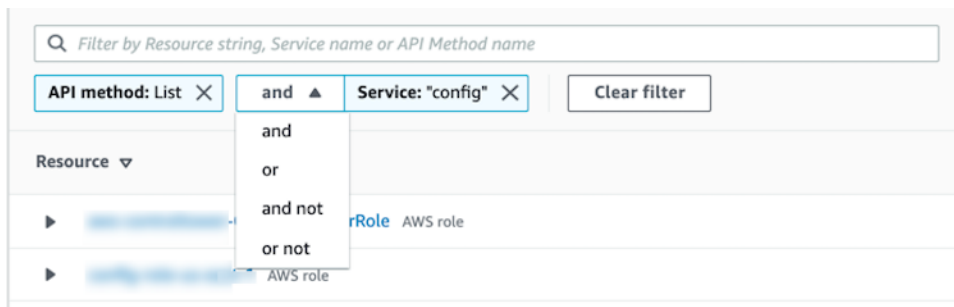 Filter by Resource string, Service name or API Method name
API method: List and Service: "config" Clear filter
and
Resource
or
and not
rRole AWS role
or not
AWS role